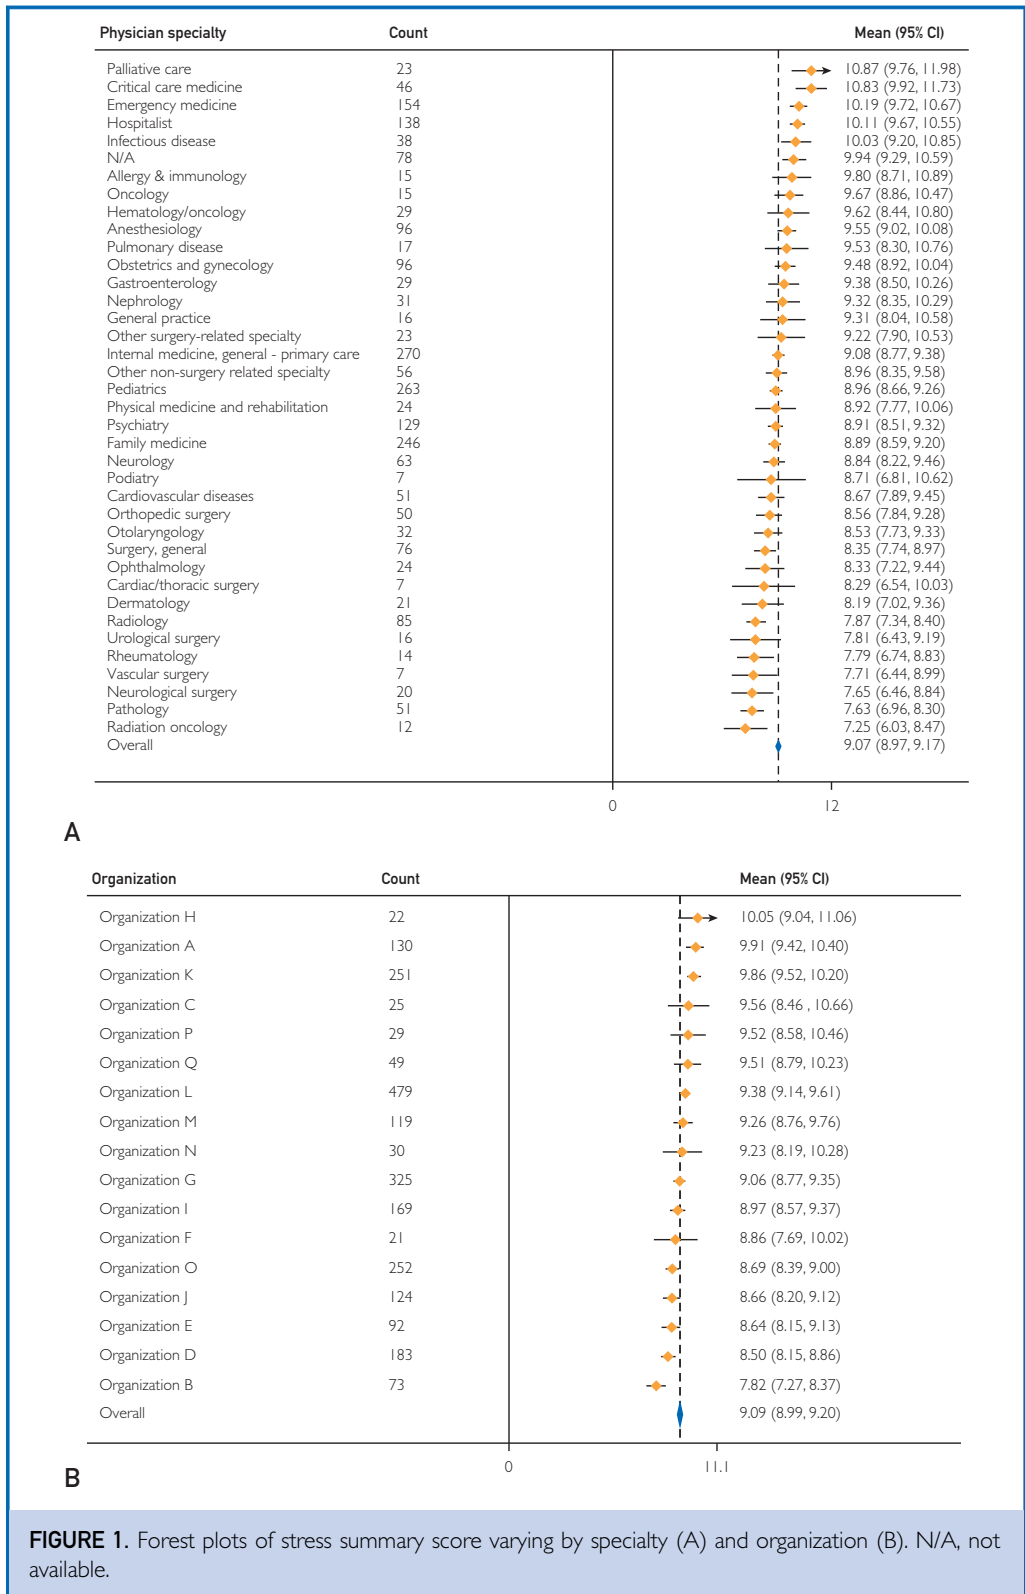 Physician specialty Count Mean (95% CI)
Palliative care 23 10.87 (9.76, 11.98)
Critical care medicine 46 10.83 (9.92, 11.73)
Emergency medicine 154 10.19 (9.72, 10.67)
Hospitalist 138 10.11 (9.67, 10.55)
Infectious disease 38 10.03 (9.20, 10.85)
N/A 78 9.94 (9.29, 10.59)
Allergy & immunology 15 9.80 (8.71, 10.89)
Oncology 15 9.67 (8.86, 10.47)
Hematology/oncology 29 9.62 (8.44, 10.80)
Anesthesiology 96 9.55 (9.02, 10.08)
Pulmonary disease 17 9.53 (8.30, 10.76)
Obstetrics and gynecology 96 9.48 (8.92, 10.04)
Gastroenterology 29 9.38 (8.50, 10.26)
Nephrology 31 9.32 (8.35, 10.29)
General practice 16 9.31 (8.04, 10.58)
Other surgery-related specialty 23 9.22 (7.90, 10.53)
Internal medicine, general - primary care 270 9.08 (8.77, 9.38)
Other non-surgery related specialty 56 8.96 (8.35, 9.58)
Pediatrics 263 8.96 (8.66, 9.26)
Physical medicine and rehabilitation 24 8.92 (7.77, 10.06)
Psychiatry 129 8.91 (8.51, 9.32)
Family medicine 246 8.89 (8.59, 9.20)
Neurology 63 8.84 (8.22, 9.46)
Podiatry 7 8.71 (6.81, 10.62)
Cardiovascular diseases 51 8.67 (7.89, 9.45)
Orthopedic surgery 50 8.56 (7.84, 9.28)
Otolaryngology 32 8.53 (7.73, 9.33)
Surgery, general 76 8.35 (7.74, 8.97)
Ophthalmology 24 8.33 (7.22, 9.44)
Cardiac/thoracic surgery 7 8.29 (6.54, 10.03)
Dermatology 21 8.19 (7.02, 9.36)
Radiology 85 7.87 (7.34, 8.40)
Urological surgery 16 7.81 (6.43, 9.19)
Rheumatology 14 7.79 (6.74, 8.83)
Vascular surgery 7 7.71 (6.44, 8.99)
Neurological surgery 20 7.65 (6.46, 8.84)
Pathology 51 7.63 (6.96, 8.30)
Radiation oncology 12 7.25 (6.03, 8.47)
Overall 9.07 (8.97, 9.17)
0 12
A
Organization Count Mean (95% CI)
Organization H 22 10.05 (9.04, 11.06)
Organization A 130 9.91 (9.42, 10.40)
Organization K 251 9.86 (9.52, 10.20)
Organization C 25 9.56 (8.46 , 10.66)
Organization P 29 9.52 (8.58, 10.46)
Organization Q 49 9.51 (8.79, 10.23)
Organization L 479 9.38 (9.14, 9.61)
Organization M 119 9.26 (8.76, 9.76)
Organization N 30 9.23 (8.19, 10.28)
Organization G 325 9.06 (8.77, 9.35)
Organization I 169 8.97 (8.57, 9.37)
Organization F 21 8.86 (7.69, 10.02)
Organization O 252 8.69 (8.39, 9.00)
Organization J 124 8.66 (8.20, 9.12)
Organization E 92 8.64 (8.15, 9.13)
Organization D 183 8.50 (8.15, 8.86)
Organization B 73 7.82 (7.27, 8.37)
Overall 9.09 (8.99, 9.20)
0 11.1
B
FIGURE 1. Forest plots of stress summary score varying by specialty (A) and organization (B). N/A, not
available.